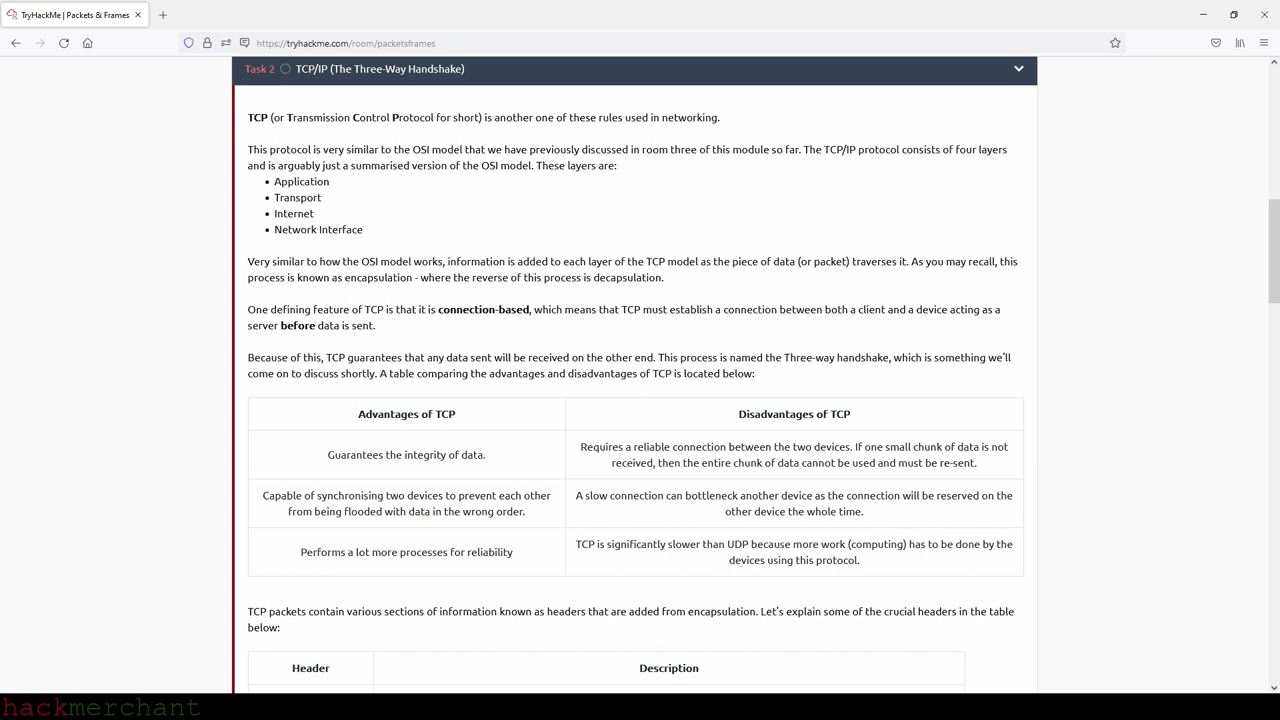 TryHackMe | Packets & Frames
https://tryhackme.com/room/packetsframes
Task 2 TCP/IP (The Three-Way Handshake)
TCP (or Transmission Control Protocol for short) is another one of these rules used in networking.
This protocol is very similar to the OSI model that we have previously discussed in room three of this module so far. The TCP/IP protocol consists of four layers
and is arguably just a summarised version of the OSI model. These layers are:
• Application
• Transport
• Internet
• Network Interface
Very similar to how the OSI model works, information is added to each layer of the TCP model as the piece of data (or packet) traverses it. As you may recall, this
process is known as encapsulation - where the reverse of this process is decapsulation.
One defining feature of TCP is that it is connection-based, which means that TCP must establish a connection between both a client and a device acting as a
server before data is sent.
Because of this, TCP guarantees that any data sent will be received on the other end. This process is named the Three-way handshake, which is something we'll
come on to discuss shortly. A table comparing the advantages and disadvantages of TCP is located below:
Advantages of TCP Disadvantages of TCP
Guarantees the integrity of data.
Requires a reliable connection between the two devices. If one small chunk of data is not
received, then the entire chunk of data cannot be used and must be re-sent.
Capable of synchronising two devices to prevent each other
from being flooded with data in the wrong order.
A slow connection can bottleneck another device as the connection will be reserved on the
other device the whole time.
Performs a lot more processes for reliability
TCP is significantly slower than UDP because more work (computing) has to be done by the
devices using this protocol.
TCP packets contain various sections of information known as headers that are added from encapsulation. Let's explain some of the crucial headers in the table
below:
Header Description
hackmerchant